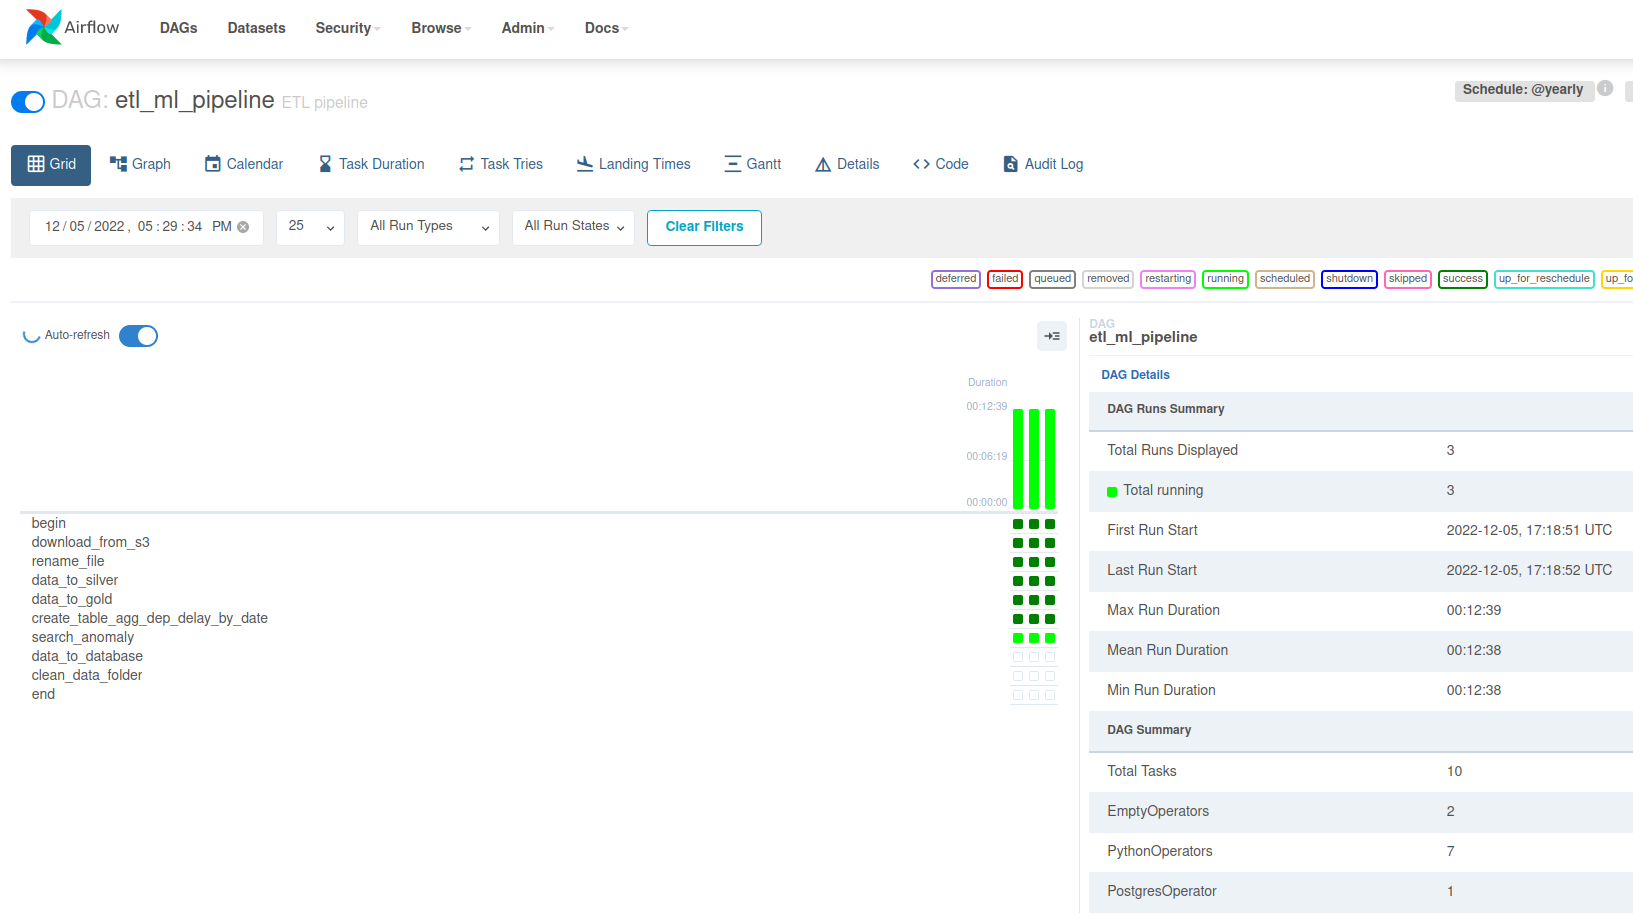 Airflow DAGs Datasets Security Browse Admin Docs
DAG: etl_ml_pipeline ETL pipeline
Schedule: @yearly
Grid Graph Calendar Task Duration Task Tries Landing Times Gantt Details Code Audit Log
12/05/2022, 05:29:34 PM 25 All Run Types All Run States Clear Filters
deferred failed queued removed restarting running scheduled shutdown skipped success up_for_reschedule up_fo
Auto-refresh
Duration
00:12:39
00:06:19
00:00:00
begin
download_from_s3
rename_file
data_to_silver
data_to_gold
create_table_agg_dep_delay_by_date
search_anomaly
data_to_database
clean_data_folder
end
DAG
etl_ml_pipeline
DAG Details
DAG Runs Summary
Total Runs Displayed 3
Total running 3
First Run Start 2022-12-05, 17:18:51 UTC
Last Run Start 2022-12-05, 17:18:52 UTC
Max Run Duration 00:12:39
Mean Run Duration 00:12:38
Min Run Duration 00:12:38
DAG Summary
Total Tasks 10
EmptyOperators 2
PythonOperators 7
PostgresOperator 1